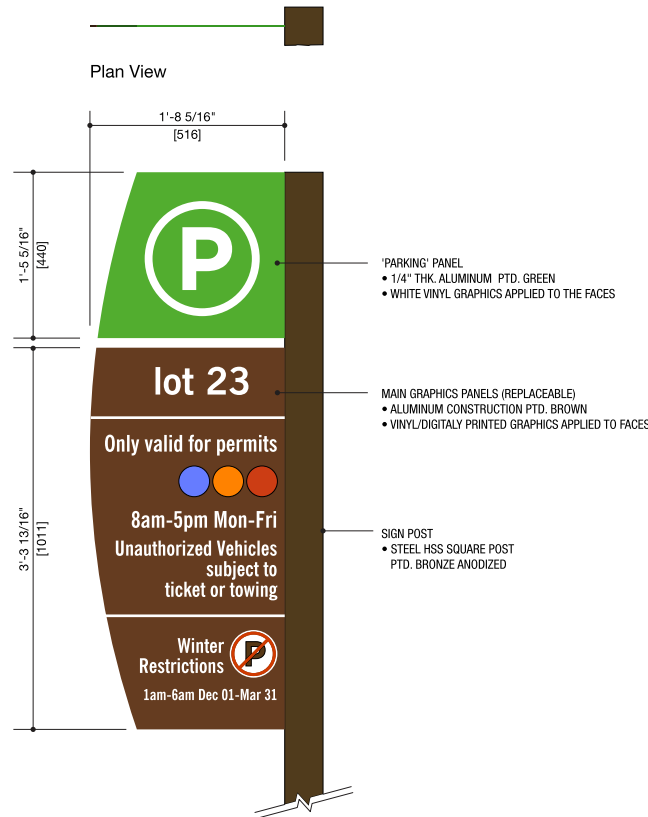 Plan View
1'-8 5/16"
[516]
1'-5 5/16"
[440]
P
'PARKING' PANEL
• 1/4" THK. ALUMINUM PTD. GREEN
• WHITE VINYL GRAPHICS APPLIED TO THE FACES
lot 23
MAIN GRAPHICS PANELS (REPLACEABLE)
• ALUMINUM CONSTRUCTION PTD. BROWN
• VINYL/DIGITALY PRINTED GRAPHICS APPLIED TO FACES
3'-3 13/16"
[1011]
Only valid for permits
8am-5pm Mon-Fri
Unauthorized Vehicles
subject to
ticket or towing
SIGN POST
• STEEL HSS SQUARE POST
PTD. BRONZE ANODIZED
Winter
Restrictions
P
1am-6am Dec 01-Mar 31